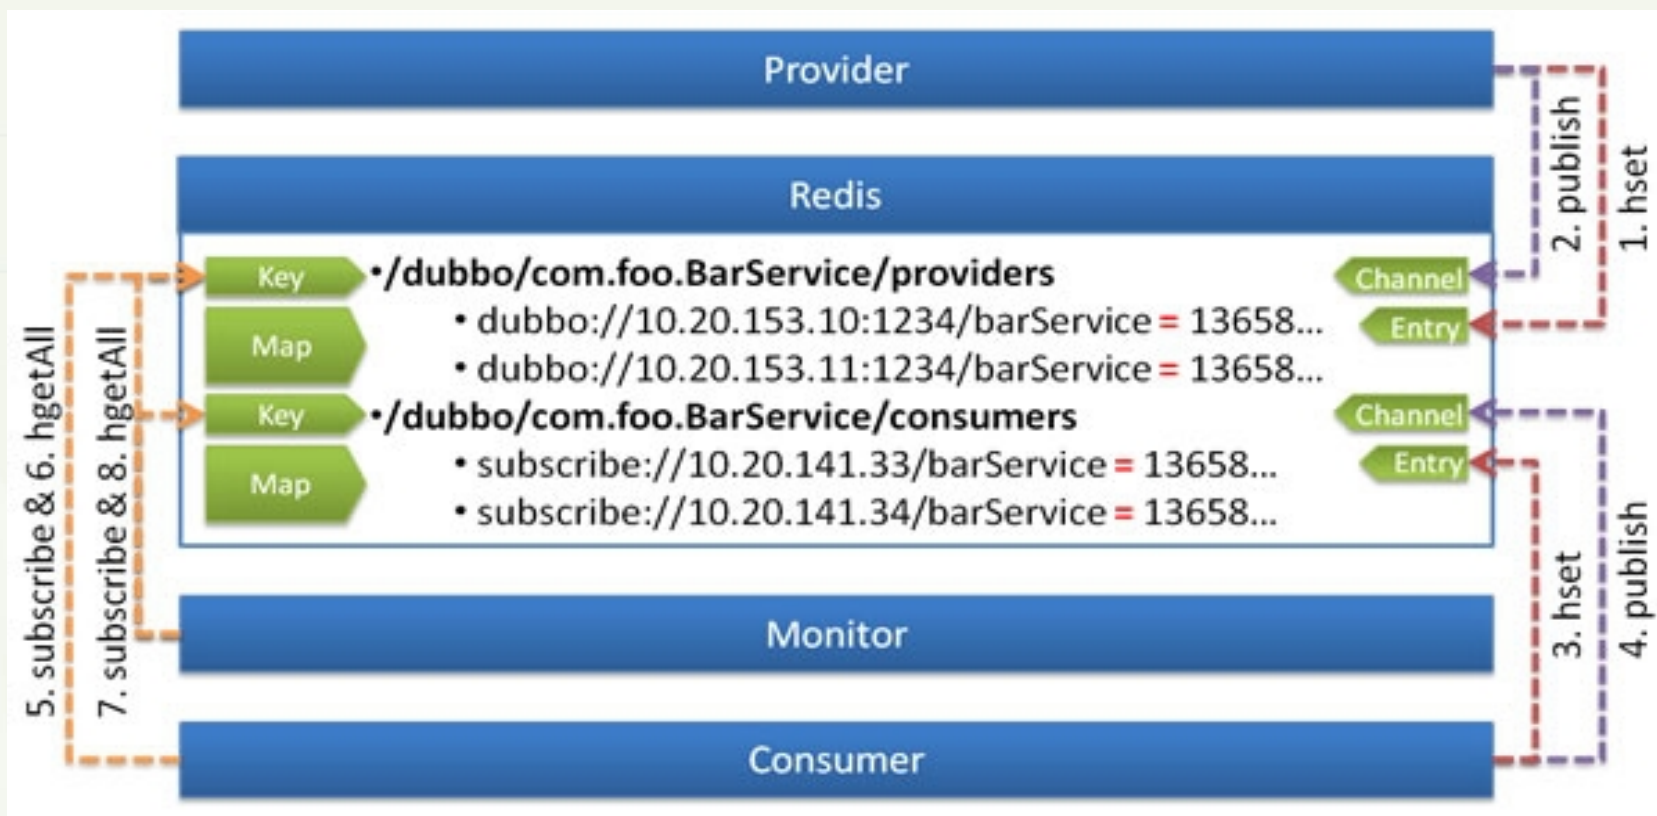 Provider
2. publish
1. hset
Redis
Key
•/dubbo/com.foo.BarService/providers
Channel
Map
• dubbo://10.20.153.10:1234/barService = 13658...
Entry
• dubbo://10.20.153.11:1234/barService = 13658...
Key
•/dubbo/com.foo.BarService/consumers
Channel
Map
• subscribe://10.20.141.33/barService = 13658...
Entry
• subscribe://10.20.141.34/barService = 13658...
5. subscribe & 6. hgetAll
7. subscribe & 8. hgetAll
3. hset
4. publish
Monitor
Consumer